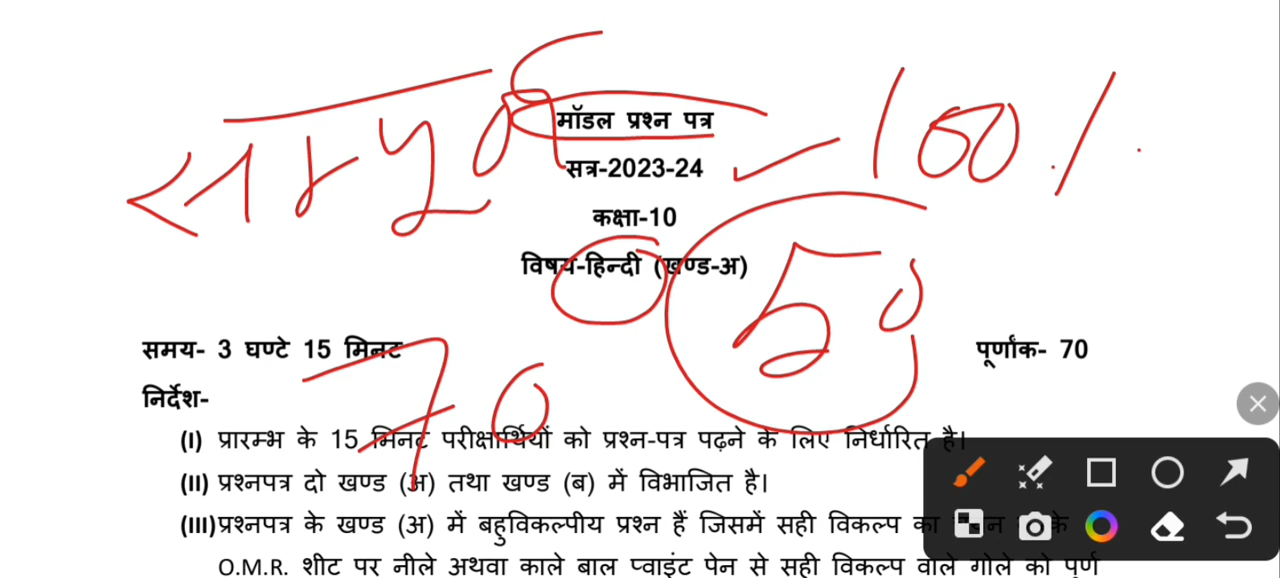 मॉडल प्रश्न पत्र
सम्पूर्ण
सत्र-2023-24
100%
कक्षा-10
विषय-हिन्दी (खण्ड-अ)
50
समय- 3 घण्टे 15 मिनट पूर्णांक- 70
70
निर्देश-
(I) प्रारम्भ के 15 मिनट परीक्षार्थियों को प्रश्न-पत्र पढ़ने के लिए निर्धारित है।
(II) प्रश्नपत्र दो खण्ड (अ) तथा खण्ड (ब) में विभाजित है।
(III) प्रश्नपत्र के खण्ड (अ) में बहुविकल्पीय प्रश्न हैं जिसमें सही विकल्प का
O.M.R. शीट पर नीले अथवा काले बाल प्वाइंट पेन से सही विकल्प वाले गोले को पूर्ण